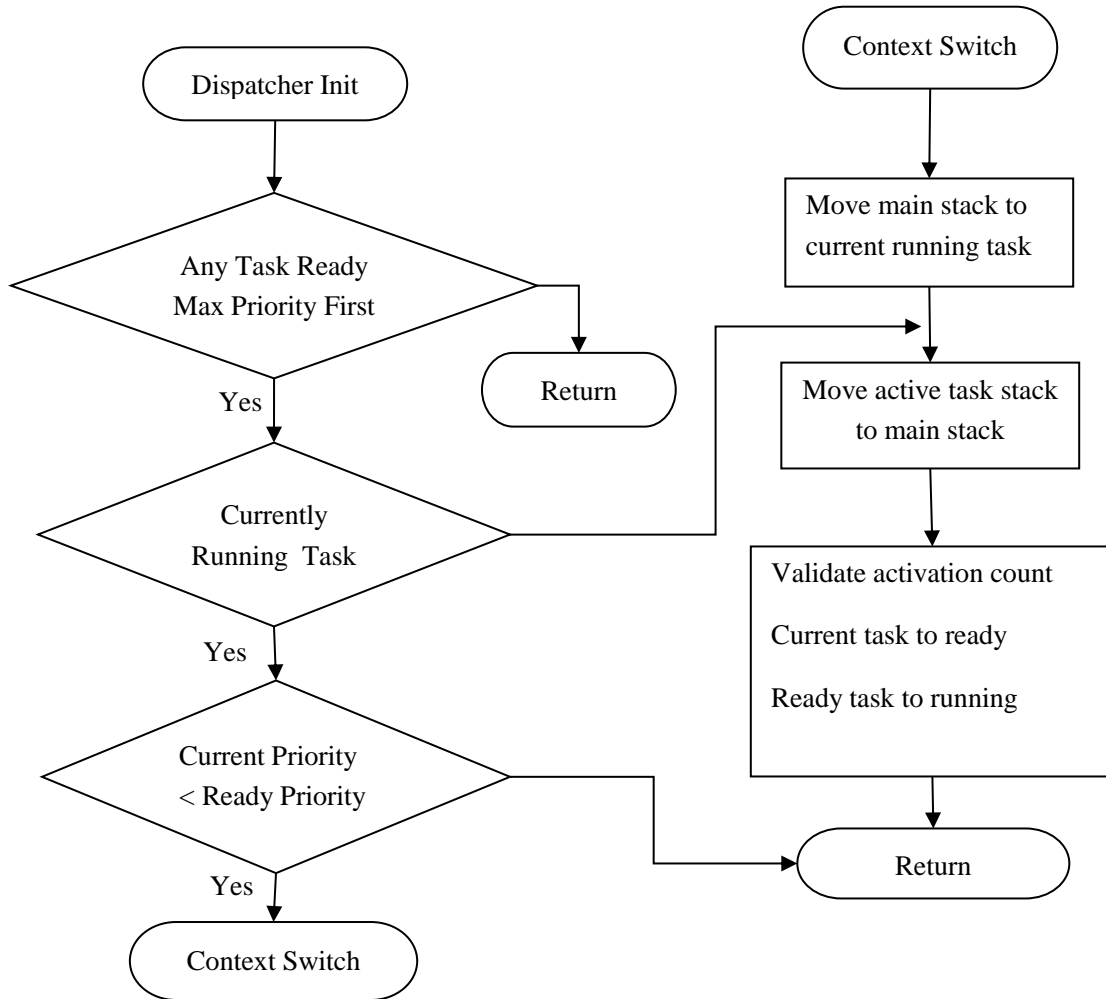 Dispatcher Init
Any Task Ready
Max Priority First
Return
Yes
Currently
Running Task
Yes
Current Priority
< Ready Priority
Yes
Context Switch
Context Switch
Move main stack to
current running task
Move active task stack
to main stack
Validate activation count
Current task to ready
Ready task to running
Return